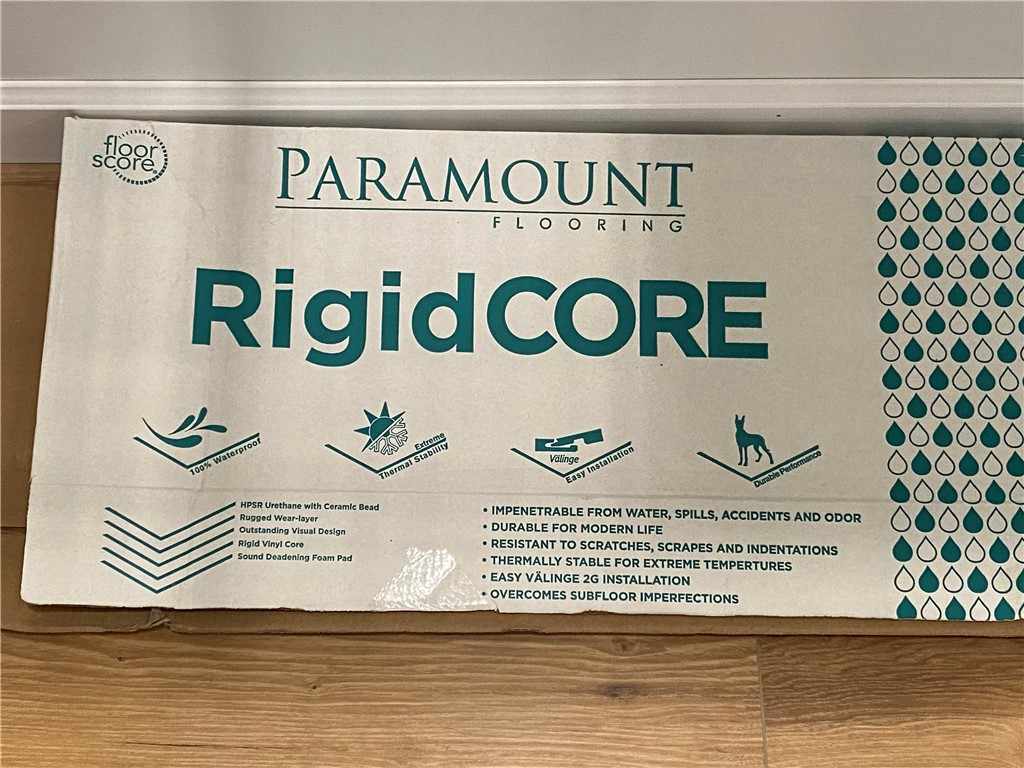 floor
score
PARAMOUNT
FLOORING
RigidCORE
100% Waterproof
Extreme
Thermal Stability
Välinge
Easy Installation
Durable Performance
HPSR Urethane with Ceramic Bead
Rugged Wear-layer
Outstanding Visual Design
Rigid Vinyl Core
Sound Deadening Foam Pad
• IMPENETRABLE FROM WATER, SPILLS, ACCIDENTS AND ODOR
• DURABLE FOR MODERN LIFE
• RESISTANT TO SCRATCHES, SCRAPES AND INDENTATIONS
• THERMALLY STABLE FOR EXTREME TEMPERTURES
• EASY VÄLINGE 2G INSTALLATION
• OVERCOMES SUBFLOOR IMPERFECTIONS